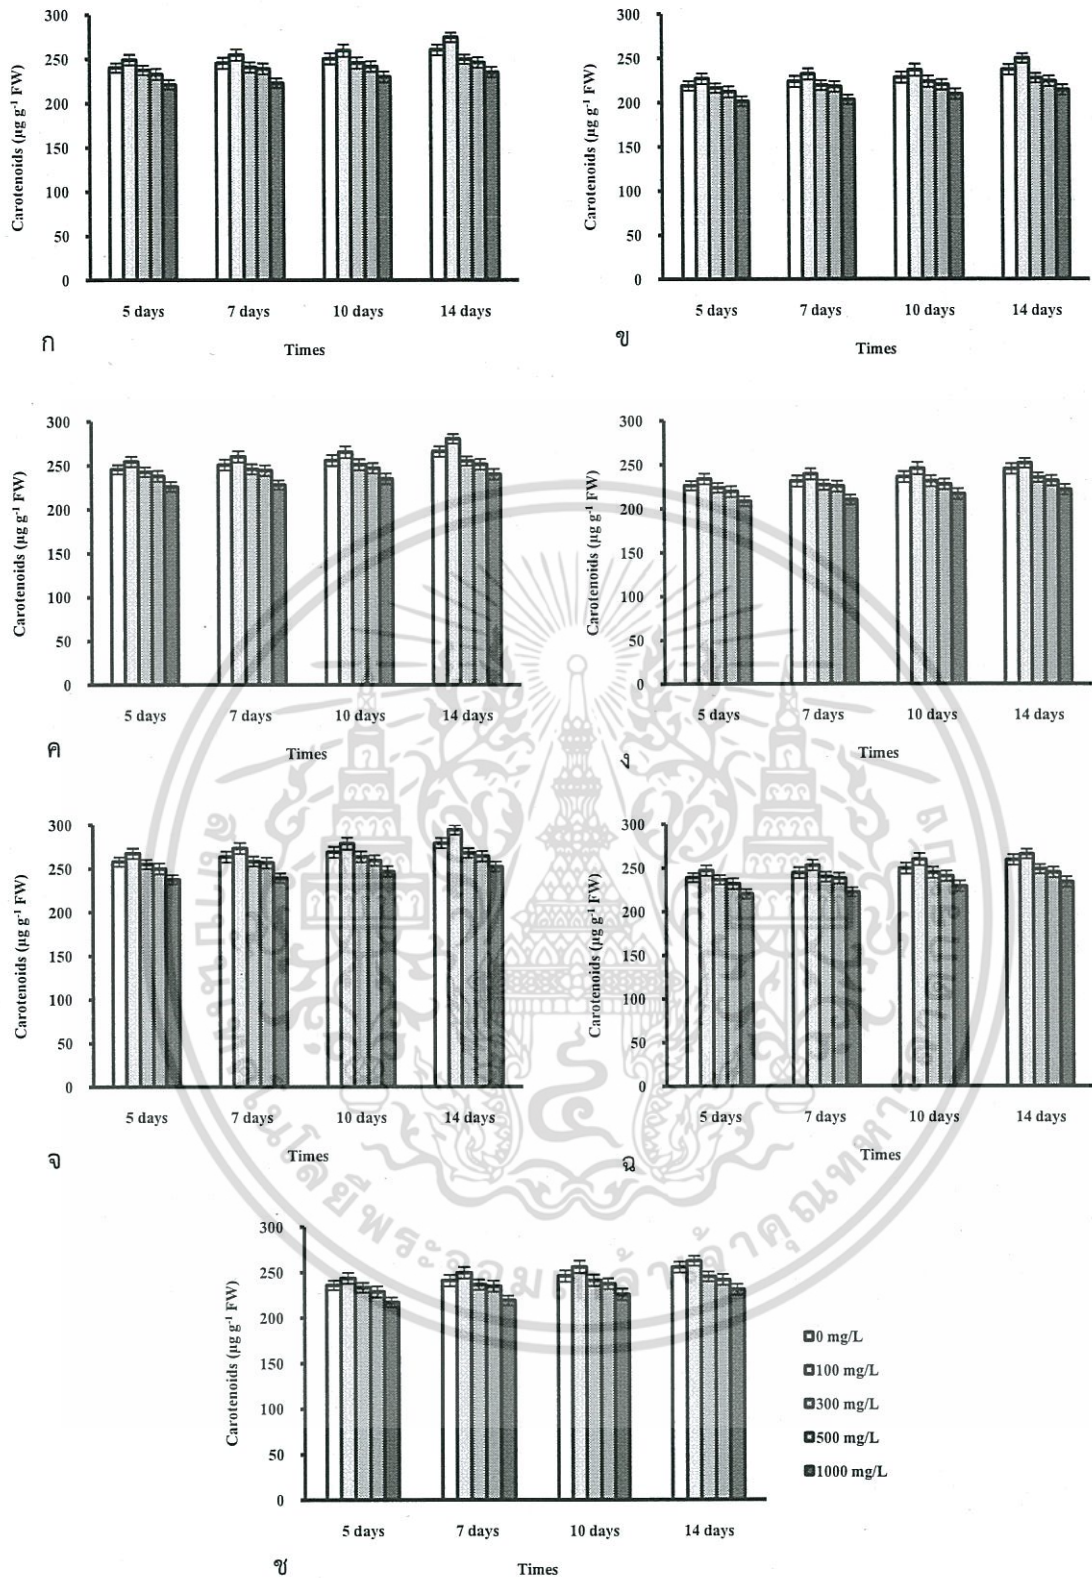 Carotenoids (µg g⁻¹ FW)
300
250
200
150
100
50
0
5 days 7 days 10 days 14 days
Times
ก
Carotenoids (µg g⁻¹ FW)
300
250
200
150
100
50
0
5 days 7 days 10 days 14 days
Times
ข
Carotenoids (µg g⁻¹ FW)
300
250
200
150
100
50
0
5 days 7 days 10 days 14 days
Times
ค
Carotenoids (µg g⁻¹ FW)
300
250
200
150
100
50
0
5 days 7 days 10 days 14 days
Times
ง
Carotenoids (µg g⁻¹ FW)
300
250
200
150
100
50
0
5 days 7 days 10 days 14 days
Times
จ
Carotenoids (µg g⁻¹ FW)
300
250
200
150
100
50
0
5 days 7 days 10 days 14 days
Times
ฉ
Carotenoids (µg g⁻¹ FW)
300
250
200
150
100
50
0
5 days 7 days 10 days 14 days
Times
ช
0 mg/L
100 mg/L
300 mg/L
500 mg/L
1000 mg/L